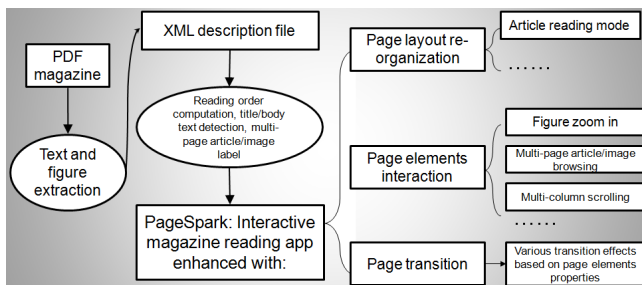 PDF
magazine
Text and
figure
extraction
XML description file
Reading order
computation, title/body
text detection, multi-
page article/image
label
PageSpark: Interactive
magazine reading app
enhanced with:
Page layout re-
organization
Article reading mode
......
Page elements
interaction
Figure zoom in
Multi-page article/image
browsing
Multi-column scrolling
......
Page transition
Various transition effects
based on page elements
properties